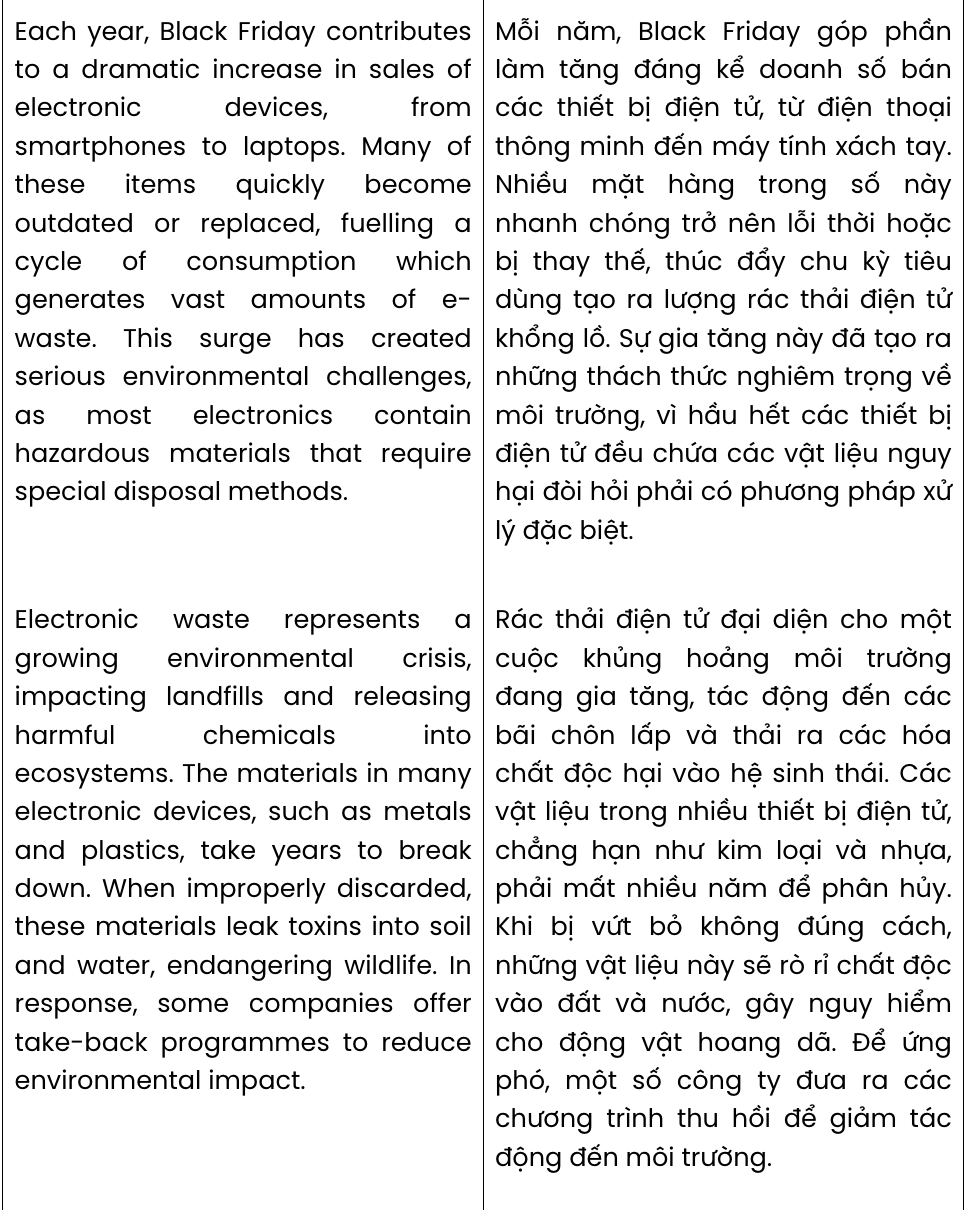 Each year, Black Friday contributes
to a dramatic increase in sales of
electronic devices, from
smartphones to laptops. Many of
these items quickly become
outdated or replaced, fuelling a
cycle of consumption which
generates vast amounts of e-
waste. This surge has created
serious environmental challenges,
as most electronics contain
hazardous materials that require
special disposal methods.
Mỗi năm, Black Friday góp phần
làm tăng đáng kể doanh số bán
các thiết bị điện tử, từ điện thoại
thông minh đến máy tính xách tay.
Nhiều mặt hàng trong số này
nhanh chóng trở nên lỗi thời hoặc
bị thay thế, thúc đẩy chu kỳ tiêu
dùng tạo ra lượng rác thải điện tử
khổng lồ. Sự gia tăng này đã tạo ra
những thách thức nghiêm trọng về
môi trường, vì hầu hết các thiết bị
điện tử đều chứa các vật liệu nguy
hại đòi hỏi phải có phương pháp xử
lý đặc biệt.
Electronic waste represents a
growing environmental crisis,
impacting landfills and releasing
harmful chemicals into
ecosystems. The materials in many
electronic devices, such as metals
and plastics, take years to break
down. When improperly discarded,
these materials leak toxins into soil
and water, endangering wildlife. In
response, some companies offer
take-back programmes to reduce
environmental impact.
Rác thải điện tử đại diện cho một
cuộc khủng hoảng môi trường
đang gia tăng, tác động đến các
bãi chôn lấp và thải ra các hóa
chất độc hại vào hệ sinh thái. Các
vật liệu trong nhiều thiết bị điện tử,
chẳng hạn như kim loại và nhựa,
phải mất nhiều năm để phân hủy.
Khi bị vứt bỏ không đúng cách,
những vật liệu này sẽ rò rỉ chất độc
vào đất và nước, gây nguy hiểm
cho động vật hoang dã. Để ứng
phó, một số công ty đưa ra các
chương trình thu hồi để giảm tác
động đến môi trường.